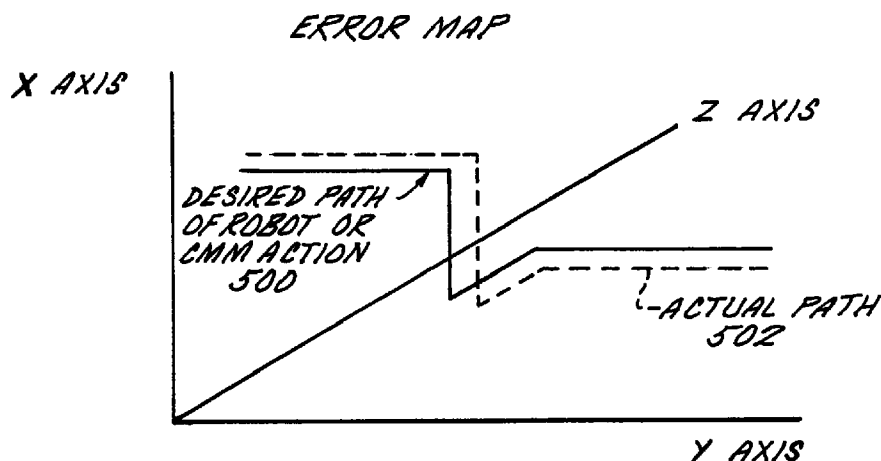 ERROR MAP
X AXIS
Z AXIS
DESIRED PATH
OF ROBOT OR
CMM ACTION
500
ACTUAL PATH
502
Y AXIS